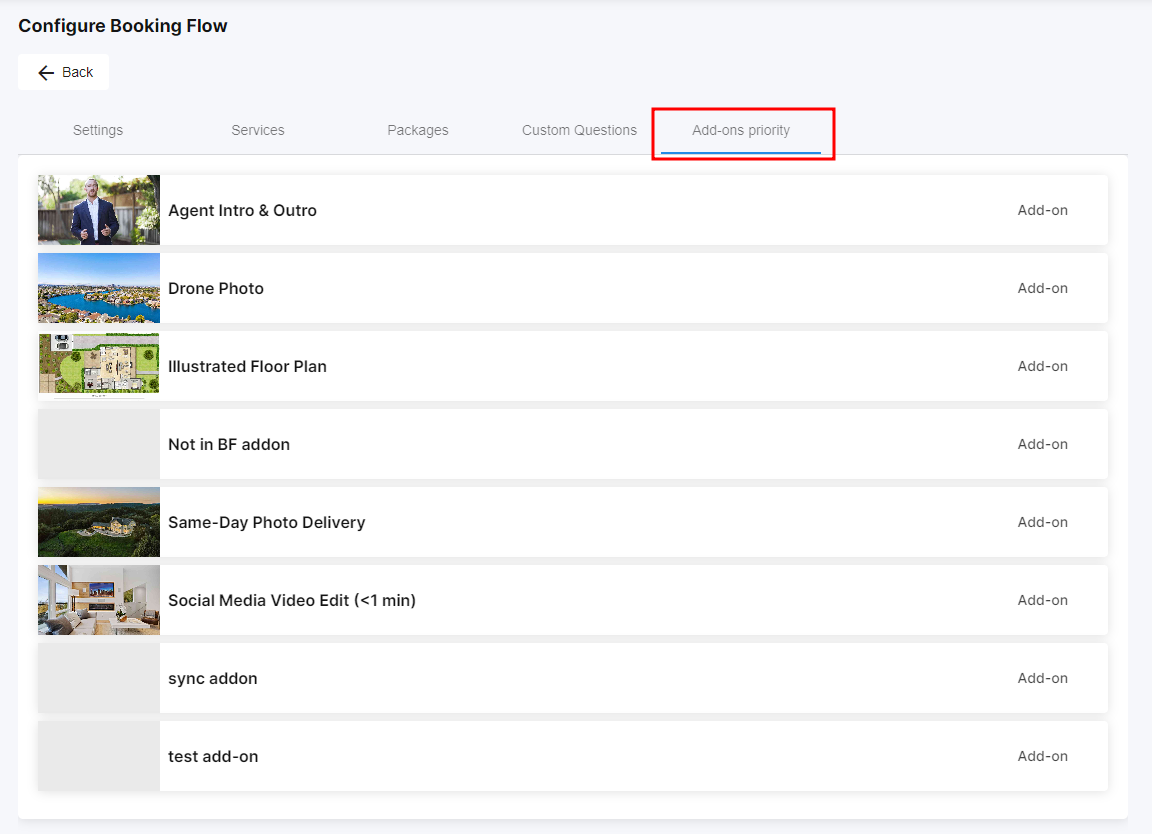 Configure Booking Flow
Back
Settings Services Packages Custom Questions Add-ons priority
Agent Intro & Outro Add-on
Drone Photo Add-on
Illustrated Floor Plan Add-on
Not in BF addon Add-on
Same-Day Photo Delivery Add-on
Social Media Video Edit (<1 min) Add-on
sync addon Add-on
test add-on Add-on